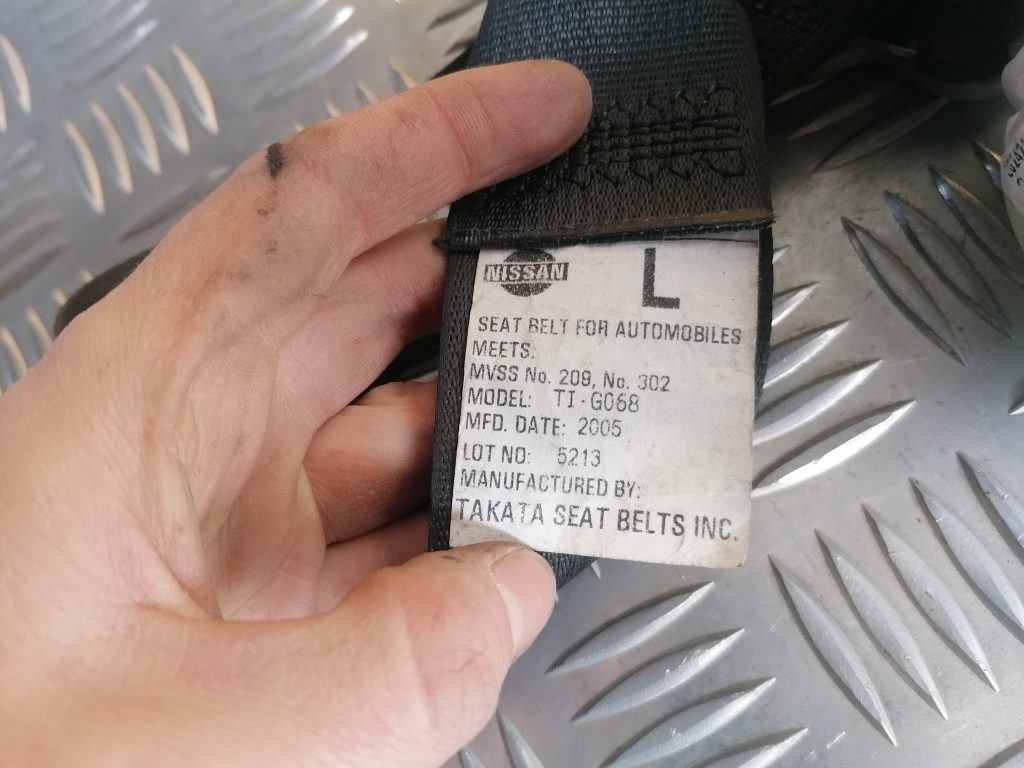 NISSAN
L
SEAT BELT FOR AUTOMOBILES
MEETS:
MVSS No. 209, No. 302
MODEL: TI-G068
MFD. DATE: 2005
LOT NO: 5213
MANUFACTURED BY:
TAKATA SEAT BELTS INC.